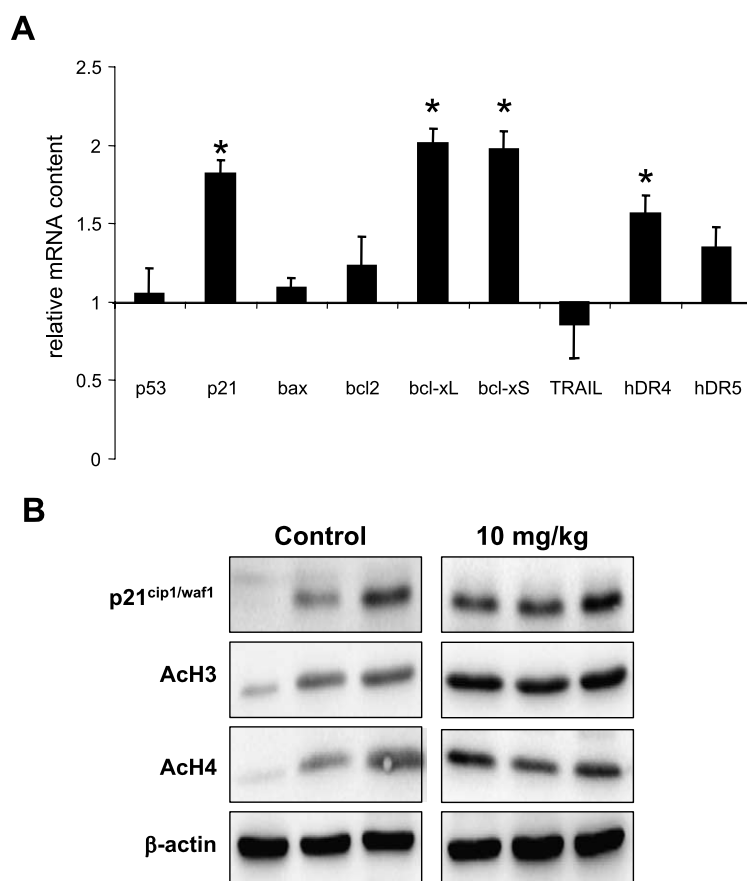 A
2.5
2
1.5
1
0.5
0
relative mRNA content
* * * *
p53 p21 bax bcl2 bcl-xL bcl-xS TRAIL hDR4 hDR5
B
Control 10 mg/kg
p21cip1/waf1
AcH3
AcH4
β-actin